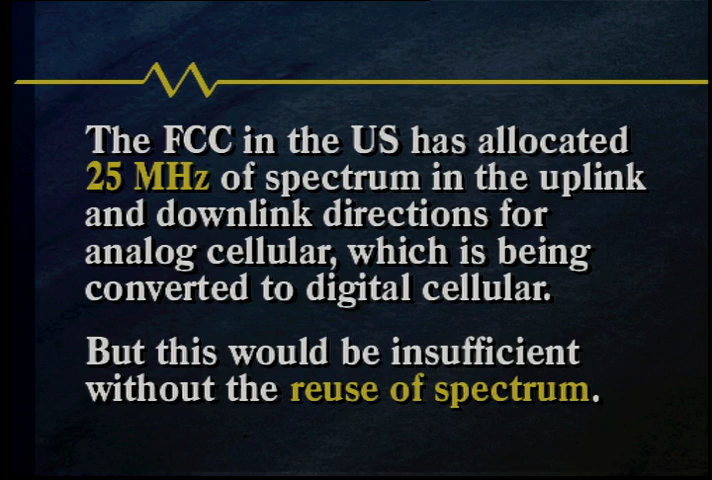 The FCC in the US has allocated
25 MHz of spectrum in the uplink
and downlink directions for
analog cellular, which is being
converted to digital cellular.
But this would be insufficient
without the reuse of spectrum.